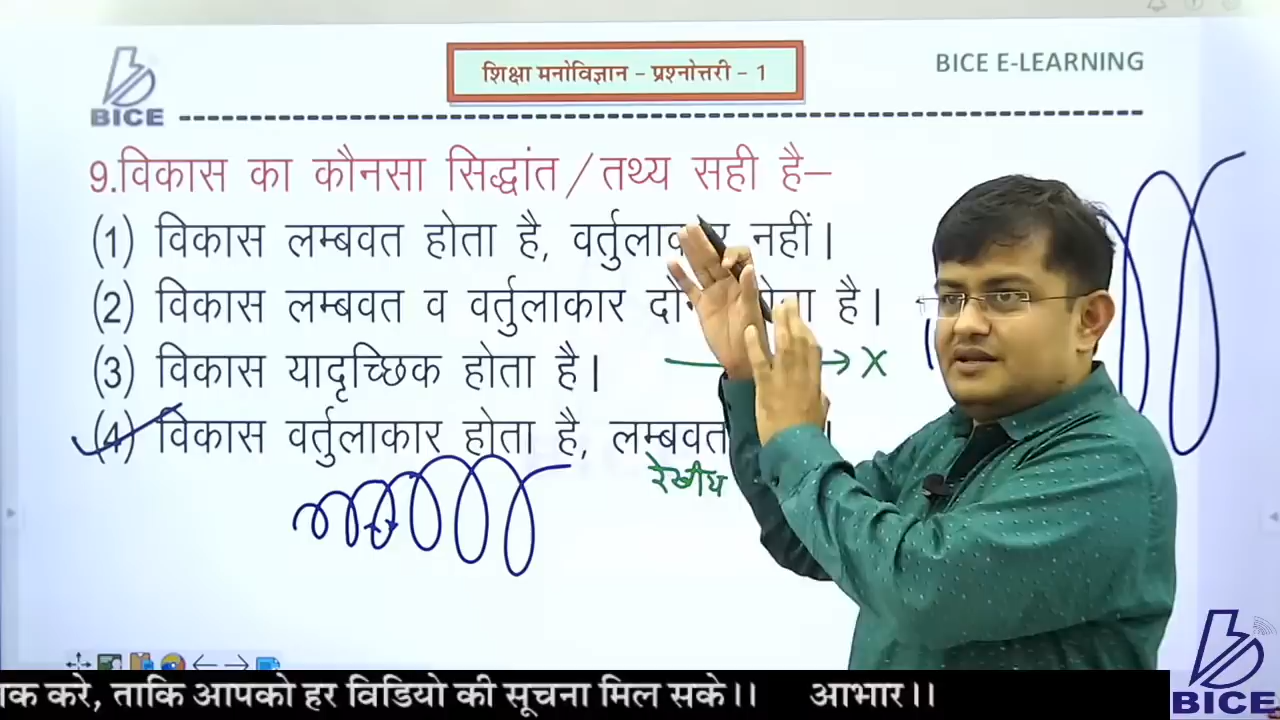 BICE
शिक्षा मनोविज्ञान – प्रश्नोत्तरी – 1
BICE E-LEARNING
9.विकास का कौनसा सिद्धांत/तथ्य सही है–
(1) विकास लम्बवत होता है, वर्तुलाकार नहीं।
(2) विकास लम्बवत व वर्तुलाकार है।
(3) विकास यादृच्छिक होता है। X
(4) विकास वर्तुलाकार होता है, लम्बवत
रेखीय
करे, ताकि आपको हर विडियो की सूचना मिल सके।। आभार।।
BICE